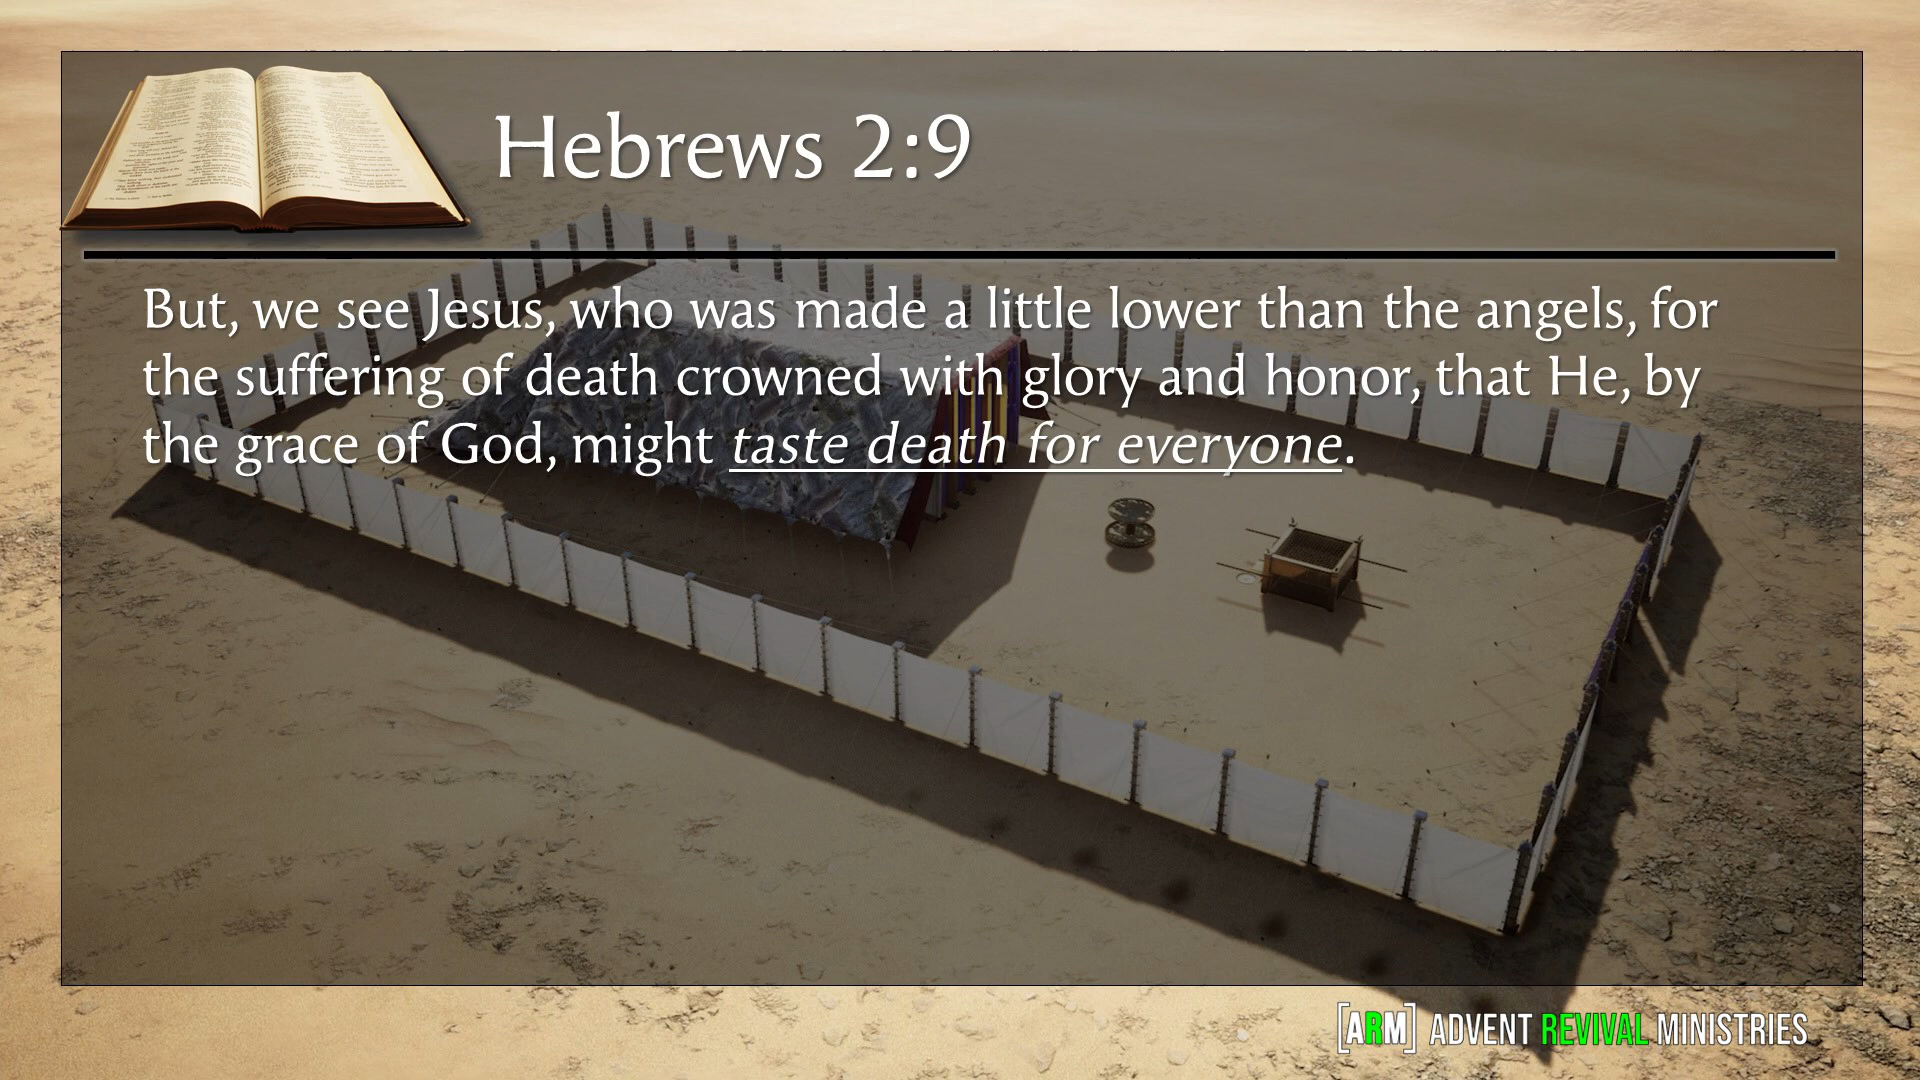 Hebrews 2:9
But, we see Jesus, who was made a little lower than the angels, for
the suffering of death crowned with glory and honor, that He, by
the grace of God, might taste death for everyone.
[ARM] ADVENT REVIVAL MINISTRIES